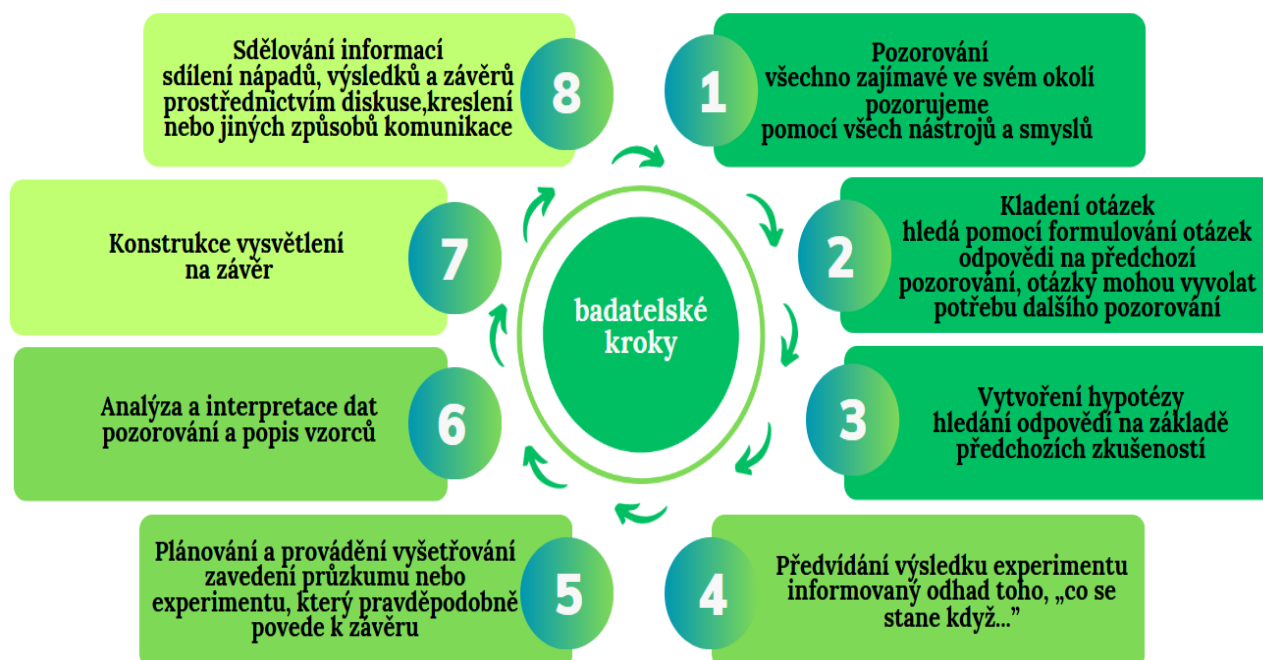 badatelské
kroky
1
Pozorování
všechno zajímavé ve svém okolí
pozorujeme
pomocí všech nástrojů a smyslů
2
Kladení otázek
hledá pomocí formulování otázek
odpovědi na předchozí
pozorování, otázky mohou vyvolat
potřebu dalšího pozorování
3
Vytvoření hypotézy
hledání odpovědí na základě
předchozích zkušeností
4
Předvídání výsledku experimentu
informovaný odhad toho, „co se
stane když...”
5
Plánování a provádění vyšetřování
zavedení průzkumu nebo
experimentu, který pravděpodobně
povede k závěru
6
Analýza a interpretace dat
pozorování a popis vzorců
7
Konstrukce vysvětlení
na závěr
8
Sdělování informací
sdílení nápadů, výsledků a závěrů
prostřednictvím diskuse,kreslení
nebo jiných způsobů komunikace